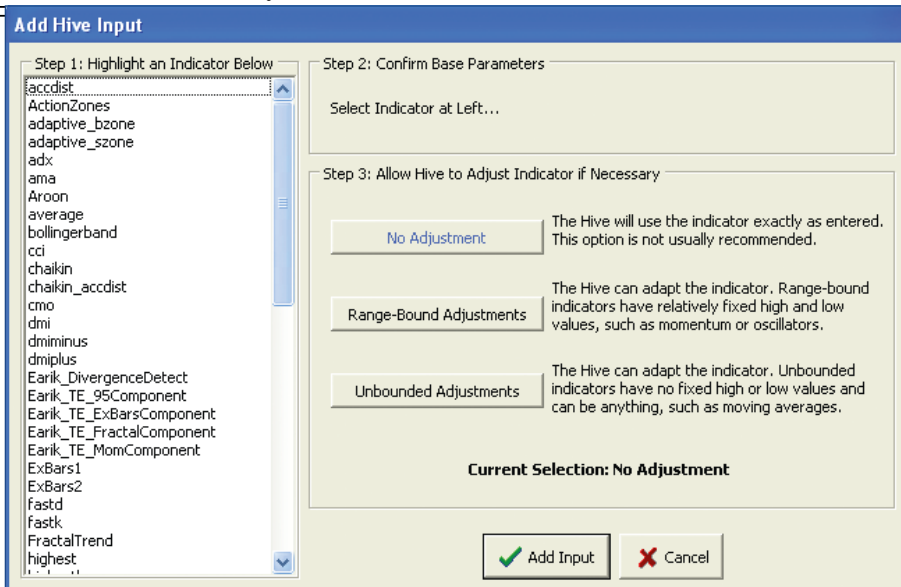 Add Hive Input
Step 1: Highlight an Indicator Below
accdist
ActionZones
adaptive_bzone
adaptive_szone
adx
ama
Aroon
average
bollingerband
cci
chaikin
chaikin_accdist
cmo
dmi
dmiminus
dmiplus
Earik_DivergenceDetect
Earik_TE_95Component
Earik_TE_ExBarsComponent
Earik_TE_FractalComponent
Earik_TE_MomComponent
ExBars1
ExBars2
fastd
fastk
FractalTrend
highest
Step 2: Confirm Base Parameters
Select Indicator at Left...
Step 3: Allow Hive to Adjust Indicator if Necessary
No Adjustment
The Hive will use the indicator exactly as entered.
This option is not usually recommended.
Range-Bound Adjustments
The Hive can adapt the indicator. Range-bound
indicators have relatively fixed high and low
values, such as momentum or oscillators.
Unbounded Adjustments
The Hive can adapt the indicator. Unbounded
indicators have no fixed high or low values and
can be anything, such as moving averages.
Current Selection: No Adjustment
Add Input
Cancel